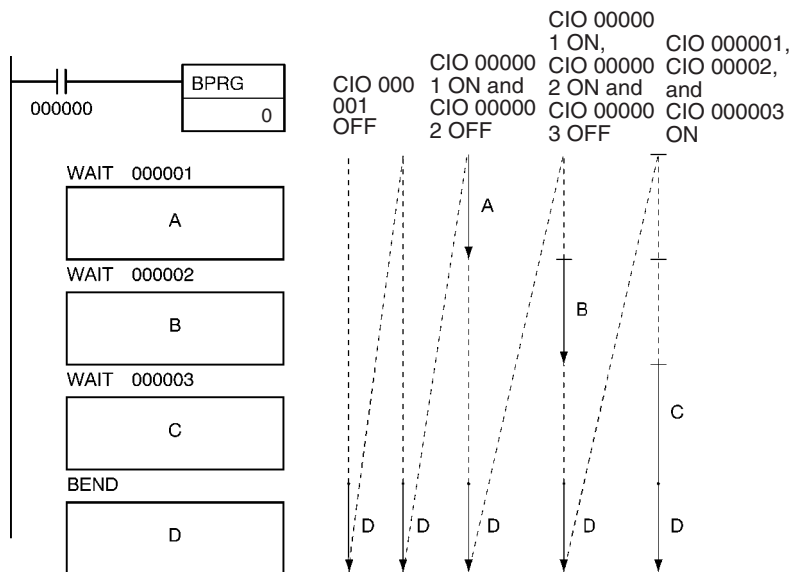 BPRG
000000
0
WAIT 000001
A
WAIT 000002
B
WAIT 000003
C
BEND
D
CIO 000
001
OFF
CIO 00000
1 ON and
CIO 00000
2 OFF
CIO 00000
1 ON,
CIO 00000
2 ON and
CIO 00000
3 OFF
CIO 000001,
CIO 00002,
and
CIO 000003
ON
A
B
C
D
D
D
D
D